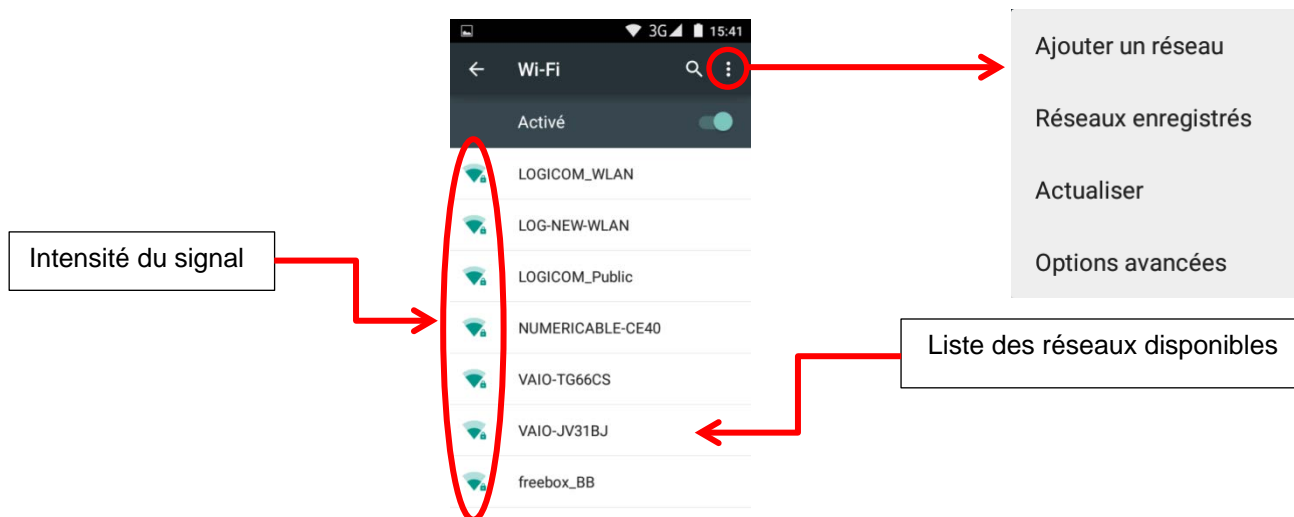 3G 15:41
Wi-Fi
Activé
LOGICOM_WLAN
LOG-NEW-WLAN
LOGICOM_Public
NUMERICABLE-CE40
VAIO-TG66CS
VAIO-JV31BJ
freebox_BB
Intensité du signal
Ajouter un réseau
Réseaux enregistrés
Actualiser
Options avancées
Liste des réseaux disponibles